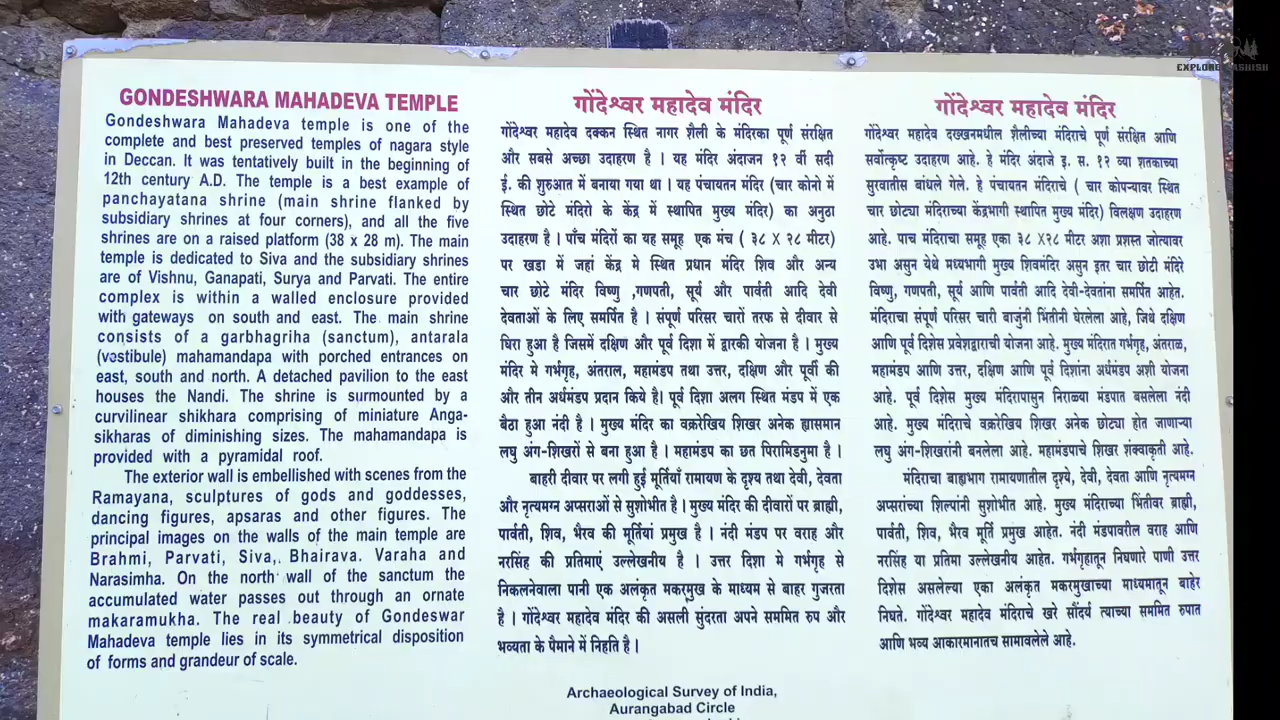 EXPLORE
GONDESHWARA MAHADEVA TEMPLE
Gondeshwara Mahadeva temple is one of the
complete and best preserved temples of nagara style
in Deccan. It was tentatively built in the beginning of
12th century A.D. The temple is a best example of
panchayatana shrine (main shrine flanked by
subsidiary shrines at four corners), and all the five
shrines are on a raised platform (38 x 28 m). The main
temple is dedicated to Siva and the subsidiary shrines
are of Vishnu, Ganapati, Surya and Parvati. The entire
complex is within a walled enclosure provided
with gateways on south and east. The main shrine
consists of a garbhagriha (sanctum), antarala
(vestibule) mahamandapa with porched entrances on
east, south and north. A detached pavilion to the east
houses the Nandi. The shrine is surmounted by a
curvilinear shikhara comprising of miniature Anga-
sikharas of diminishing sizes. The mahamandapa is
provided with a pyramidal roof.
The exterior wall is embellished with scenes from the
Ramayana, sculptures of gods and goddesses,
dancing figures, apsaras and other figures. The
principal images on the walls of the main temple are
Brahmi, Parvati, Siva,. Bhairava. Varaha and
Narasimha. On the north wall of the sanctum the
accumulated water passes out through an ornate
makaramukha. The real beauty of Gondeswar
Mahadeva temple lies in its symmetrical disposition
of forms and grandeur of scale.
गोंदेश्वर महादेव मंदिर
गोंदेश्वर महादेव दक्कन स्थित नागर शैली के मंदिरका पूर्ण संरक्षित
और सबसे अच्छा उदाहरण है । यह मंदिर अंदाजन १२ वीं सदी
ई. की शुरुआत में बनाया गया था । यह पंचायतन मंदिर (चार कोनो में
स्थित छोटे मंदिरो के केंद्र में स्थापित मुख्य मंदिर) का अनुठा
उदाहरण है । पाँच मंदिरों का यह समूह एक मंच ( ३८ X २८ मीटर)
पर खडा में जहां केंद्र मे स्थित प्रधान मंदिर शिव और अन्य
चार छोटे मंदिर विष्णु ,गणपती, सूर्य और पार्वती आदि देवी
देवताओं के लिए समर्पित है । संपूर्ण परिसर चारों तरफ से दीवार से
घिरा हुआ है जिसमें दक्षिण और पूर्व दिशा में द्वारकी योजना है । मुख्य
मंदिर मे गर्भगृह, अंतराल, महामंडप तथा उत्तर, दक्षिण और पूर्वी की
और तीन अर्धमंडप प्रदान किये है। पूर्व दिशा अलग स्थित मंडप में एक
बैठा हुआ नंदी है । मुख्य मंदिर का वक्ररेखिय शिखर अनेक ह्रासमान
लघु अंग-शिखरों से बना हुआ है । महामंडप का छत पिरामिडनुमा है ।
बाहरी दीवार पर लगी हुई मूर्तियाँ रामायण के दृश्य तथा देवी, देवता
और नृत्यमग्न अप्सराओं से सुशोभीत है । मुख्य मंदिर की दीवारों पर ब्राह्मी,
पार्वती, शिव, भैरव की मूर्तियां प्रमुख है । नंदी मंडप पर वराह और
नरसिंह की प्रतिमाएं उल्लेखनीय है । उत्तर दिशा मे गर्भगृह से
निकलनेवाला पानी एक अलंकृत मकरमुख के माध्यम से बाहर गुजरता
है । गोंदेश्वर महादेव मंदिर की असली सुंदरता अपने सममित रुप और
भव्यता के पैमाने में निहति है ।
गोंदेश्वर महादेव मंदिर
गोंदेश्वर महादेव दख्खनमधील शैलीच्या मंदिराचे पूर्ण संरक्षित आणि
सर्वोत्कृष्ट उदाहरण आहे. हे मंदिर अंदाजे इ. स. १२ व्या शतकाच्या
सुरवातीस बांधले गेले. हे पंचायतन मंदिराचे ( चार कोपऱ्यावर स्थित
चार छोट्या मंदिराच्या केंद्रभागी स्थापित मुख्य मंदिर) विलक्षण उदाहरण
आहे. पाच मंदिराचा समूह एका ३८ X२८ मीटर अशा प्रशस्त जोत्यावर
उभा असुन येथे मध्यभागी मुख्य शिवमंदिर असुन इतर चार छोटी मंदिरे
विष्णु, गणपती, सूर्य आणि पार्वती आदि देवी-देवतांना समर्पित आहेत.
मंदिराचा संपूर्ण परिसर चारी बाजुंनी भिंतीनी घेरलेला आहे, जिथे दक्षिण
आणि पूर्व दिशेस प्रवेशद्वाराची योजना आहे. मुख्य मंदिरात गर्भगृह, अंतराळ,
महामंडप आणि उत्तर, दक्षिण आणि पूर्व दिशांना अर्धमंडप अशी योजना
आहे. पूर्व दिशेस मुख्य मंदिरापासुन निराळ्या मंडपात बसलेला नंदी
आहे. मुख्य मंदिराचे वक्ररेखिय शिखर अनेक छोट्या होत जाणाऱ्या
लघु अंग-शिखरांनी बनलेला आहे. महामंडपाचे शिखर शंक्वाकृती आहे.
मंदिराचा बाह्यभाग रामायणातील दृश्ये, देवी, देवता आणि नृत्यमग्न
अप्सरांच्या शिल्पांनी सुशोभीत आहे. मुख्य मंदिराच्या भिंतीवर ब्राह्मी,
पार्वती, शिव, भैरव मूर्ति प्रमुख आहेत. नंदी मंडपावरील वराह आणि
नरसिंह या प्रतिमा उल्लेखनीय आहेत. गर्भगृहातून निघणारे पाणी उत्तर
दिशेस असलेल्या एका अलंकृत मकरमुखाच्या माध्यमातून बाहेर
निघते. गोंदेश्वर महादेव मंदिराचे खरे सौंदर्य त्याच्या सममित रुपात
आणि भव्य आकारमानातच सामावलेले आहे.
Archaeological Survey of India,
Aurangabad Circle